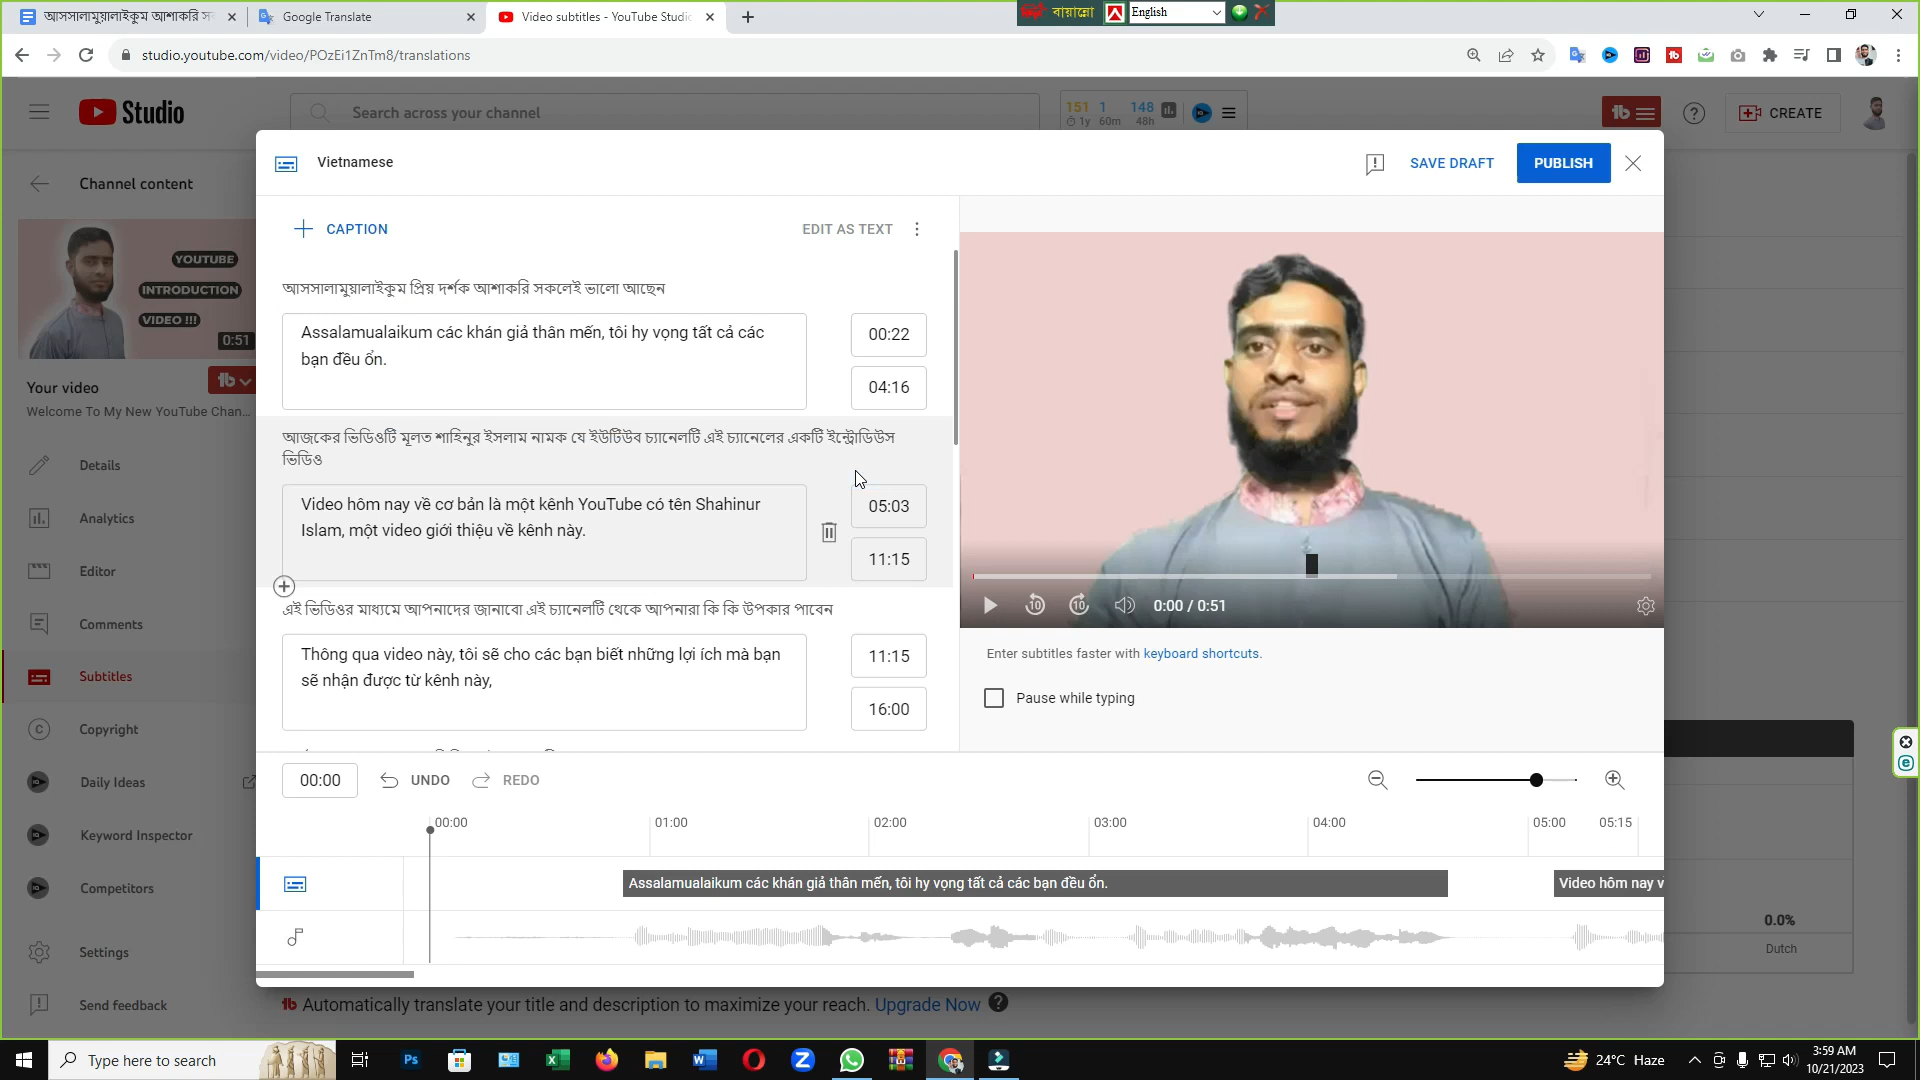 আসসালামুয়ালাইকুম আশাকরি স
Google Translate
Video subtitles - YouTube Studio
বায়ান্নো
English
studio.youtube.com/video/POzEi1ZnTm8/translations
Studio
Search across your channel
151 1 148
1y 60m 48h
CREATE
Channel content
YOUTUBE
INTRODUCTION
VIDEO !!!
0:51
Your video
Welcome To My New YouTube Chan...
Details
Analytics
Editor
Comments
Subtitles
Copyright
Daily Ideas
Keyword Inspector
Competitors
Settings
Send feedback
Vietnamese
SAVE DRAFT
PUBLISH
CAPTION
EDIT AS TEXT
আসসালামুয়ালাইকুম প্রিয় দর্শক আশাকরি সকলেই ভালো আছেন
Assalamualaikum các khán giả thân mến, tôi hy vọng tất cả các
bạn đều ổn.
00:22
04:16
আজকের ভিডিওটি মূলত শাহিনুর ইসলাম নামক যে ইউটিউব চ্যানেলটি এই চ্যানেলের একটি ইন্ট্রোডিউস
ভিডিও
Video hôm nay về cơ bản là một kênh YouTube có tên Shahinur
Islam, một video giới thiệu về kênh này.
05:03
11:15
এই ভিডিওর মাধ্যমে আপনাদের জানাবো এই চ্যানেলটি থেকে আপনারা কি কি উপকার পাবেন
Thông qua video này, tôi sẽ cho các bạn biết những lợi ích mà bạn
sẽ nhận được từ kênh này,
11:15
16:00
10
10
0:00 / 0:51
Enter subtitles faster with keyboard shortcuts.
Pause while typing
00:00
UNDO
REDO
00:00
01:00
02:00
03:00
04:00
05:00
05:15
Assalamualaikum các khán giả thân mến, tôi hy vọng tất cả các bạn đều ổn.
Video hôm nay v
0.0%
Dutch
Automatically translate your title and description to maximize your reach. Upgrade Now
Type here to search
24°C Haze
3:59 AM
10/21/2023